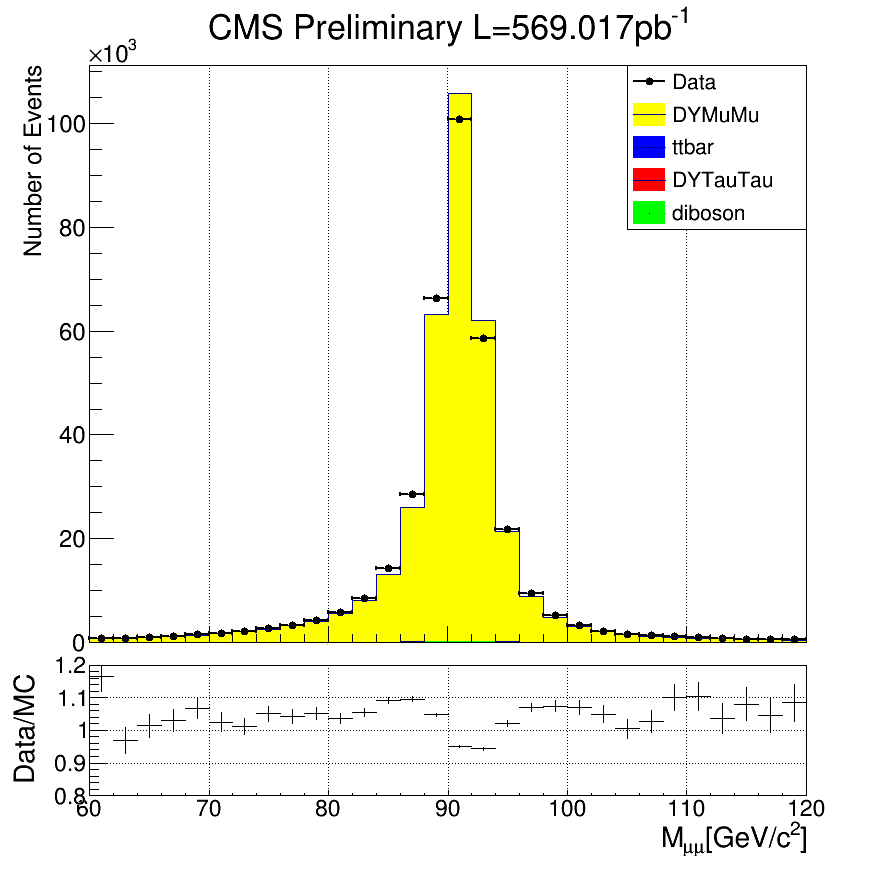 CMS Preliminary L=569.017pb⁻¹
×10³
Number of Events
100
80
60
40
20
0
Data
DYMuMu
ttbar
DYTauTau
diboson
Data/MC
1.2
1.1
1
0.9
0.8
60 70 80 90 100 110 120
Mμμ[GeV/c²]